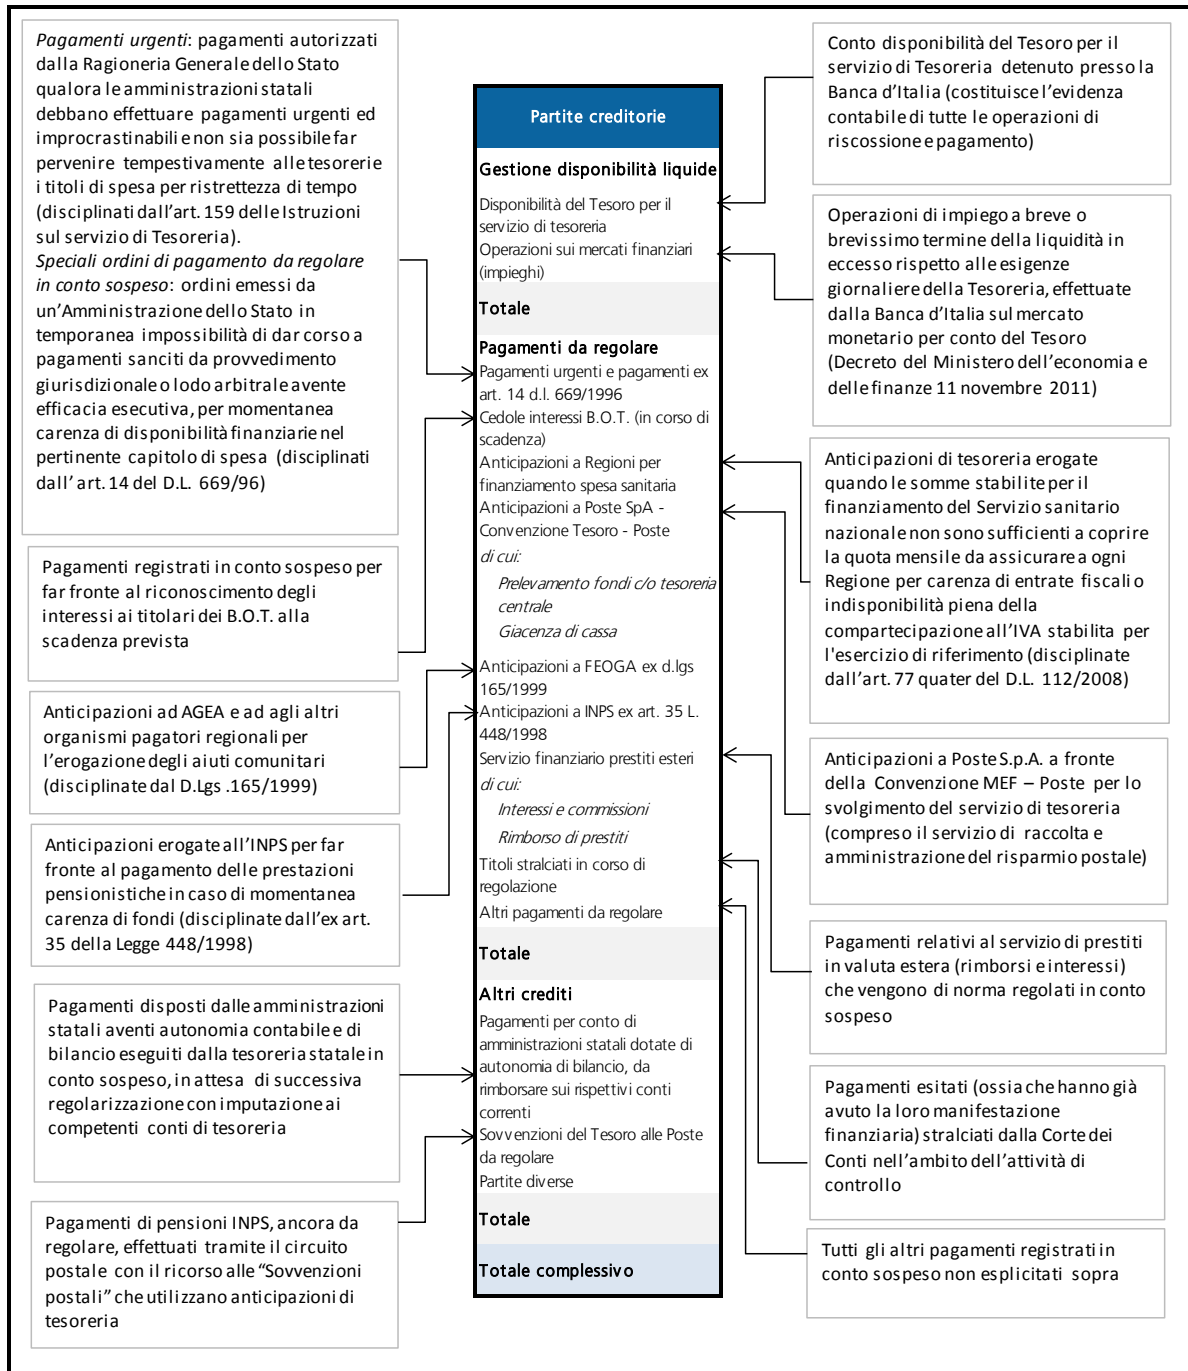 Pagamenti urgenti: pagamenti autorizzati
dalla Ragioneria Generale dello Stato
qualora le amministrazioni statali
debbano effettuare pagamenti urgenti ed
improcrastinabili e non sia possibile far
pervenire tempestivamente alle tesorerie
i titoli di spesa per ristrettezza di tempo
(disciplinati dall'art. 159 delle Istruzioni
sul servizio di Tesoreria).
Speciali ordini di pagamento da regolare
in conto sospeso: ordini emessi da
un'Amministrazione dello Stato in
temporanea impossibilità di dar corso a
pagamenti sanciti da provvedimento
giurisdizionale o lodo arbitrale avente
efficacia esecutiva, per momentanea
carenza di disponibilità finanziarie nel
pertinente capitolo di spesa (disciplinati
dall' art. 14 del D.L. 669/96)
Pagamenti registrati in conto sospeso per
far fronte al riconoscimento degli
interessi ai titolari dei B.O.T. alla
scadenza prevista
Anticipazioni ad AGEA e ad agli altri
organismi pagatori regionali per
l'erogazione degli aiuti comunitari
(disciplinate dal D.Lgs .165/1999)
Anticipazioni erogate all'INPS per far
fronte al pagamento delle prestazioni
pensionistiche in caso di momentanea
carenza di fondi (disciplinate dall'ex art.
35 della Legge 448/1998)
Pagamenti disposti dalle amministrazioni
statali aventi autonomia contabile e di
bilancio eseguiti dalla tesoreria statale in
conto sospeso, in attesa di successiva
regolarizzazione con imputazione ai
competenti conti di tesoreria
Pagamenti di pensioni INPS, ancora da
regolare, effettuati tramite il circuito
postale con il ricorso alle "Sovvenzioni
postali" che utilizzano anticipazioni di
tesoreria
Partite creditorie
Gestione disponibilità liquide
Disponibilità del Tesoro per il
servizio di tesoreria
Operazioni sui mercati finanziari
(impieghi)
Totale
Pagamenti da regolare
Pagamenti urgenti e pagamenti ex
art. 14 d.l. 669/1996
Cedole interessi B.O.T. (in corso di
scadenza)
Anticipazioni a Regioni per
finanziamento spesa sanitaria
Anticipazioni a Poste SpA -
Convenzione Tesoro - Poste
di cui:
Prelevamento fondi c/o tesoreria
centrale
Giacenza di cassa
Anticipazioni a FEOGA ex d.lgs
165/1999
Anticipazioni a INPS ex art. 35 L.
448/1998
Servizio finanziario prestiti esteri
di cui:
Interessi e commissioni
Rimborso di prestiti
Titoli stralciati in corso di
regolazione
Altri pagamenti da regolare
Totale
Altri crediti
Pagamenti per conto di
amministrazioni statali dotate di
autonomia di bilancio, da
rimborsare sui rispettivi conti
correnti
Sovvenzioni del Tesoro alle Poste
da regolare
Partite diverse
Totale
Totale complessivo
Conto disponibilità del Tesoro per il
servizio di Tesoreria detenuto presso la
Banca d'Italia (costituisce l'evidenza
contabile di tutte le operazioni di
riscossione e pagamento)
Operazioni di impiego a breve o
brevissimo termine della liquidità in
eccesso rispetto alle esigenze
giornaliere della Tesoreria, effettuate
dalla Banca d'Italia sul mercato
monetario per conto del Tesoro
(Decreto del Ministero dell'economia e
delle finanze 11 novembre 2011)
Anticipazioni di tesoreria erogate
quando le somme stabilite per il
finanziamento del Servizio sanitario
nazionale non sono sufficienti a coprire
la quota mensile da assicurare a ogni
Regione per carenza di entrate fiscali o
indisponibilità piena della
compartecipazione all'IVA stabilita per
l'esercizio di riferimento (disciplinate
dall'art. 77 quater del D.L. 112/2008)
Anticipazioni a Poste S.p.A. a fronte
della Convenzione MEF – Poste per lo
svolgimento del servizio di tesoreria
(compreso il servizio di raccolta e
amministrazione del risparmio postale)
Pagamenti relativi al servizio di prestiti
in valuta estera (rimborsi e interessi)
che vengono di norma regolati in conto
sospeso
Pagamenti esitati (ossia che hanno già
avuto la loro manifestazione
finanziaria) stralciati dalla Corte dei
Conti nell'ambito dell'attività di
controllo
Tutti gli altri pagamenti registrati in
conto sospeso non esplicitati sopra